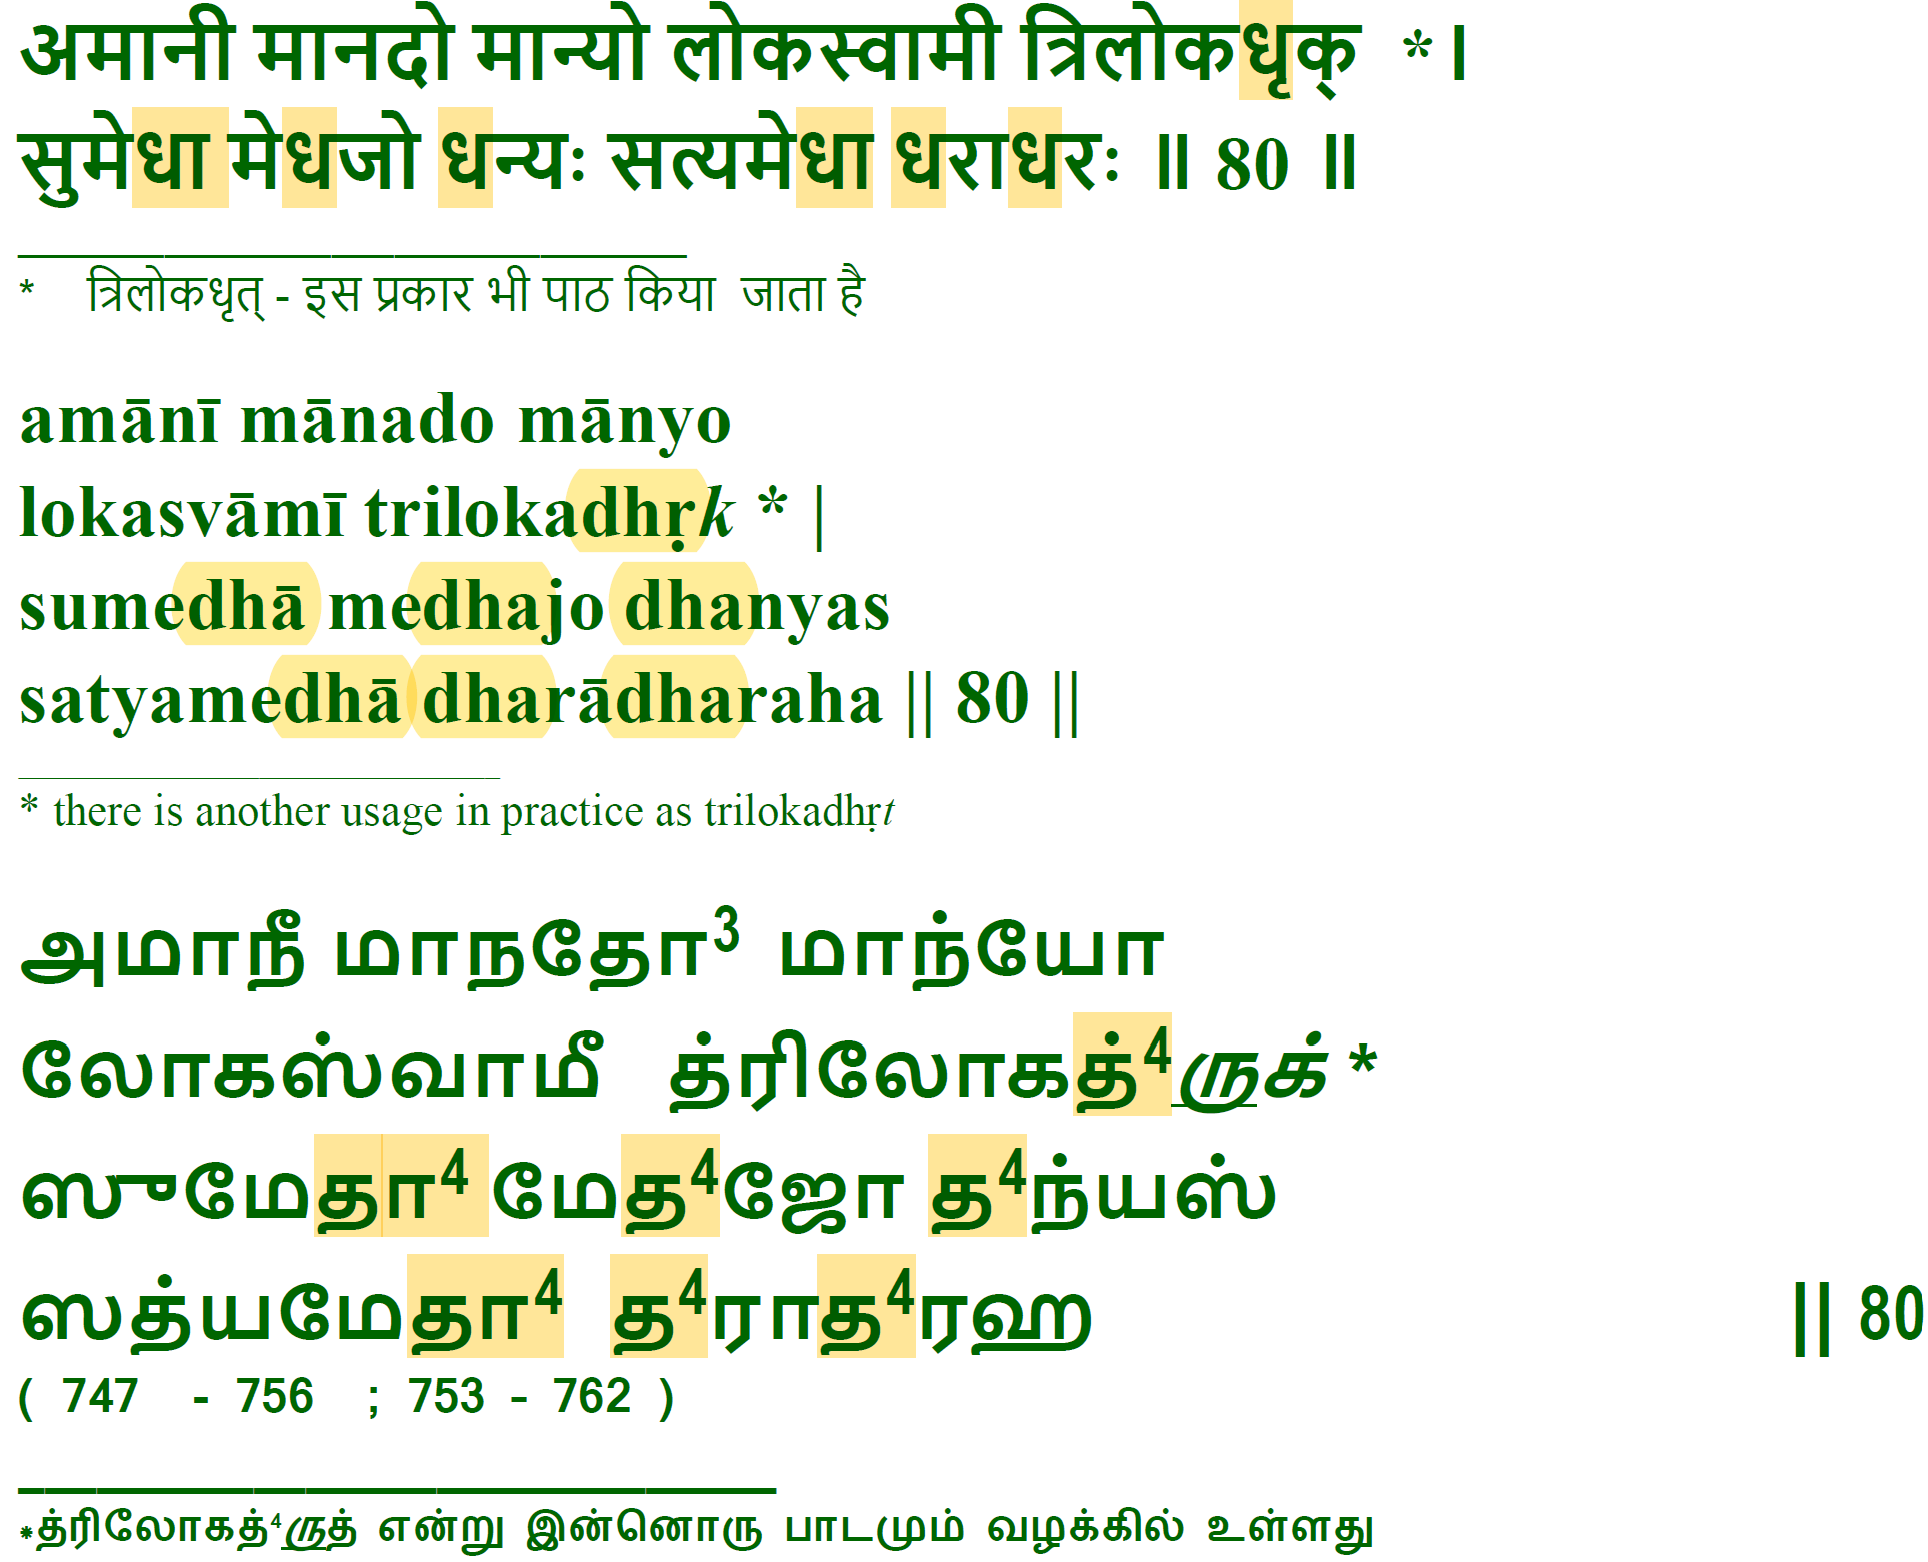 अमानी मानदो मान्यो लोकस्वामी त्रिलोकधृक् * ।
सुमेधा मेधजो धन्यः सत्यमेधा धराधरः ॥ 80 ॥
* त्रिलोकधृत् - इस प्रकार भी पाठ किया जाता है
amānī mānado mānyo
lokasvāmī trilokadhṛk * |
sumedhā medhajo dhanyas
satyamedhā dharādharaha || 80 ||
* there is another usage in practice as trilokadhṛt
அமாநீ மாநதோ³ மாந்யோ
லோகஸ்வாமீ த்ரிலோகத்⁴ருக் *
ஸுமேதா⁴ மேத⁴ஜோ த⁴ந்யஸ்
ஸத்யமேதா⁴ த⁴ராத⁴ரஹ || 80
( 747 - 756 ; 753 – 762 )
*த்ரிலோகத்⁴ருத் என்று இன்னொரு பாடமும் வழக்கில் உள்ளது